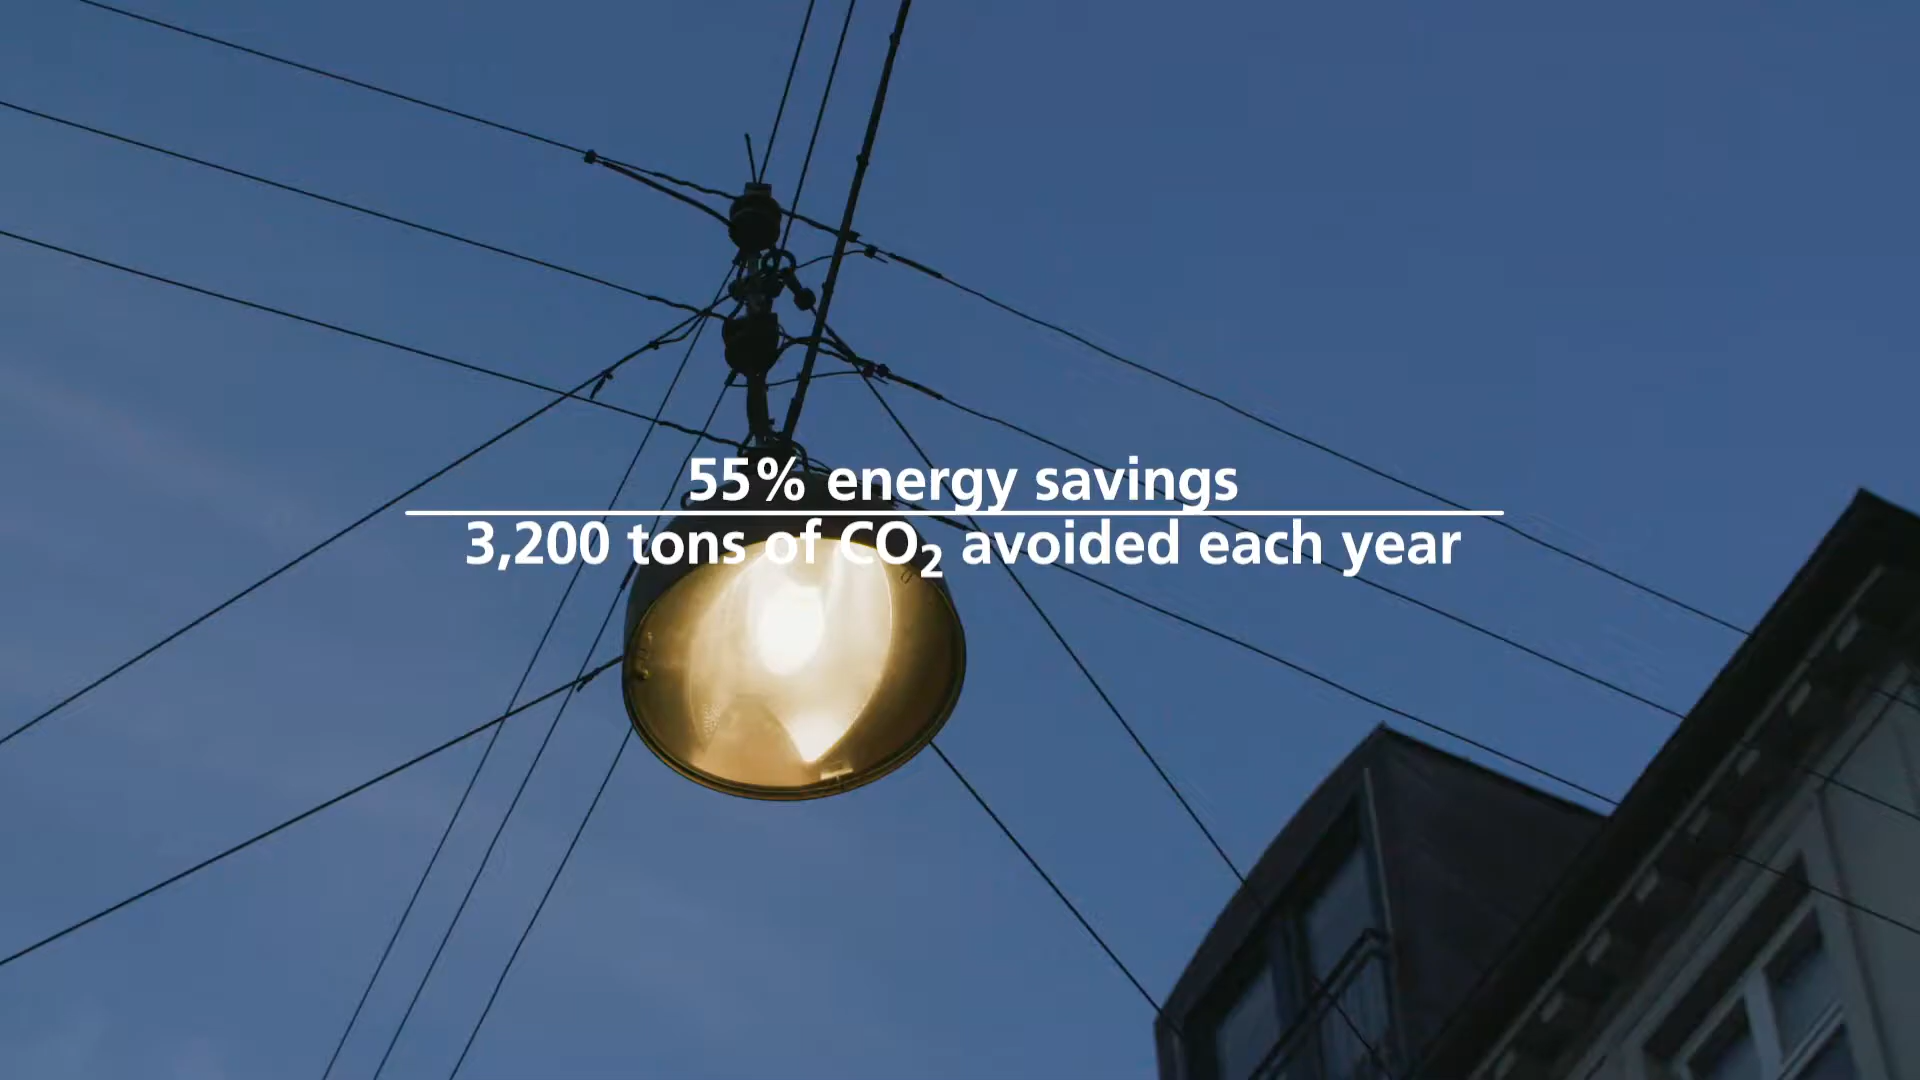 55% energy savings
3,200 tons of CO₂ avoided each year